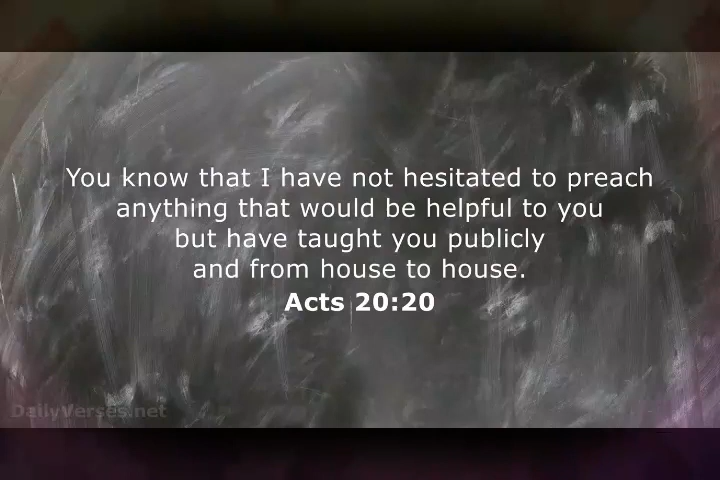 You know that I have not hesitated to preach
anything that would be helpful to you
but have taught you publicly
and from house to house.
Acts 20:20
DailyVerses.net